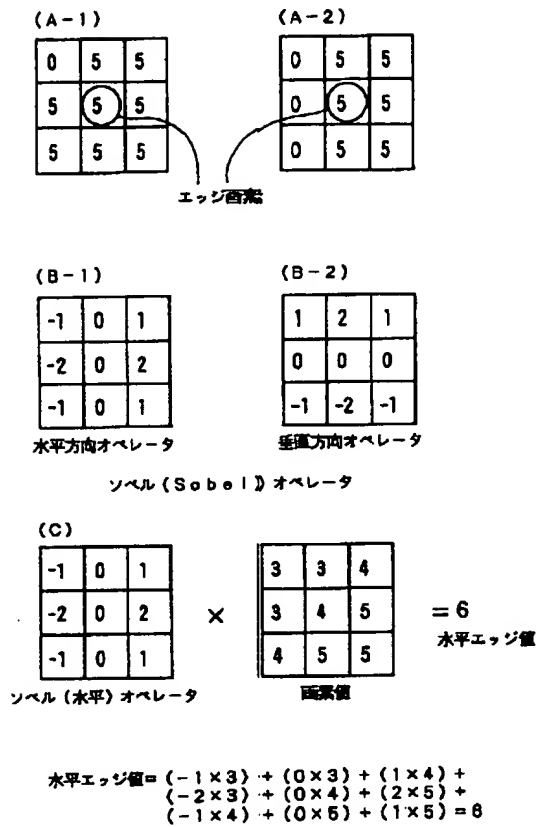 (A-1)
(A-2)
0 5 5
5 5 5
5 5 5
0 5 5
0 5 5
0 5 5
エッジ画素
(B-1)
(B-2)
-1 0 1
-2 0 2
-1 0 1
1 2 1
0 0 0
-1 -2 -1
水平方向オペレータ
垂直方向オペレータ
ソベル(Sobel)オペレータ
(C)
-1 0 1
-2 0 2
-1 0 1
×
3 3 4
3 4 5
4 5 5
=6
水平エッジ値
ソベル(水平)オペレータ
画素値
水平エッジ値=(-1×3)+(0×3)+(1×4)+
(-2×3)+(0×4)+(2×5)+
(-1×4)+(0×5)+(1×5)=6